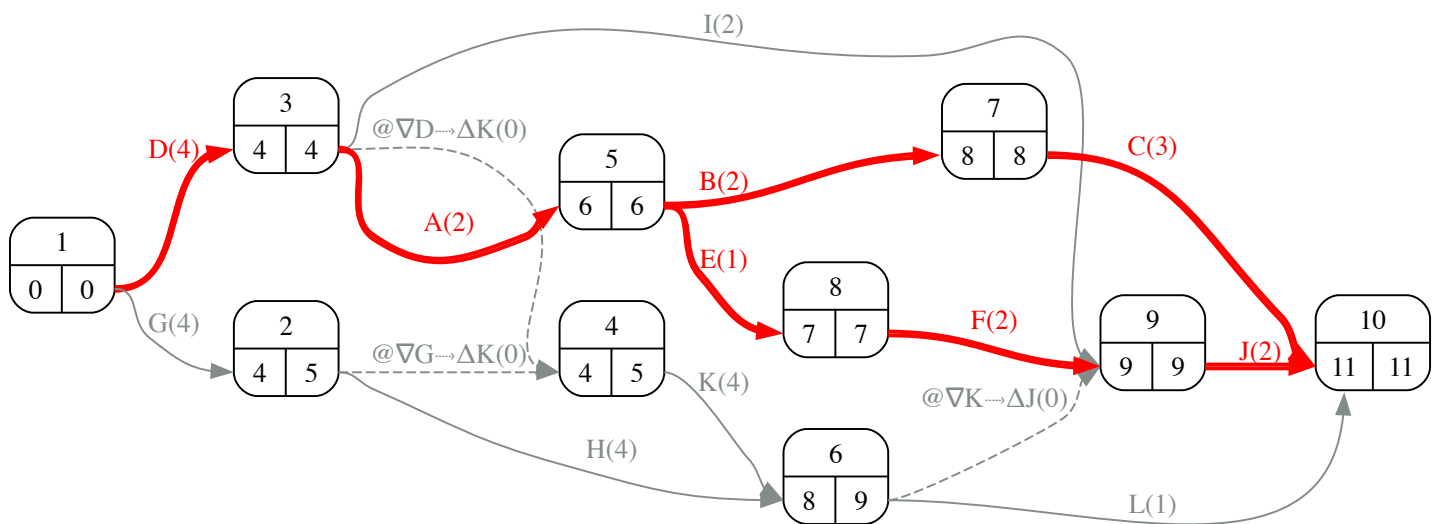 I(2)
3
4 4
@∇D⤑ΔK(0)
D(4)
7
8 8
C(3)
5
6 6
B(2)
A(2)
1
0 0
E(1)
G(4)
2
4 5
@∇G⤑ΔK(0)
4
4 5
8
7 7
F(2)
9
9 9
J(2)
10
11 11
K(4)
@∇K⤑ΔJ(0)
H(4)
6
8 9
L(1)